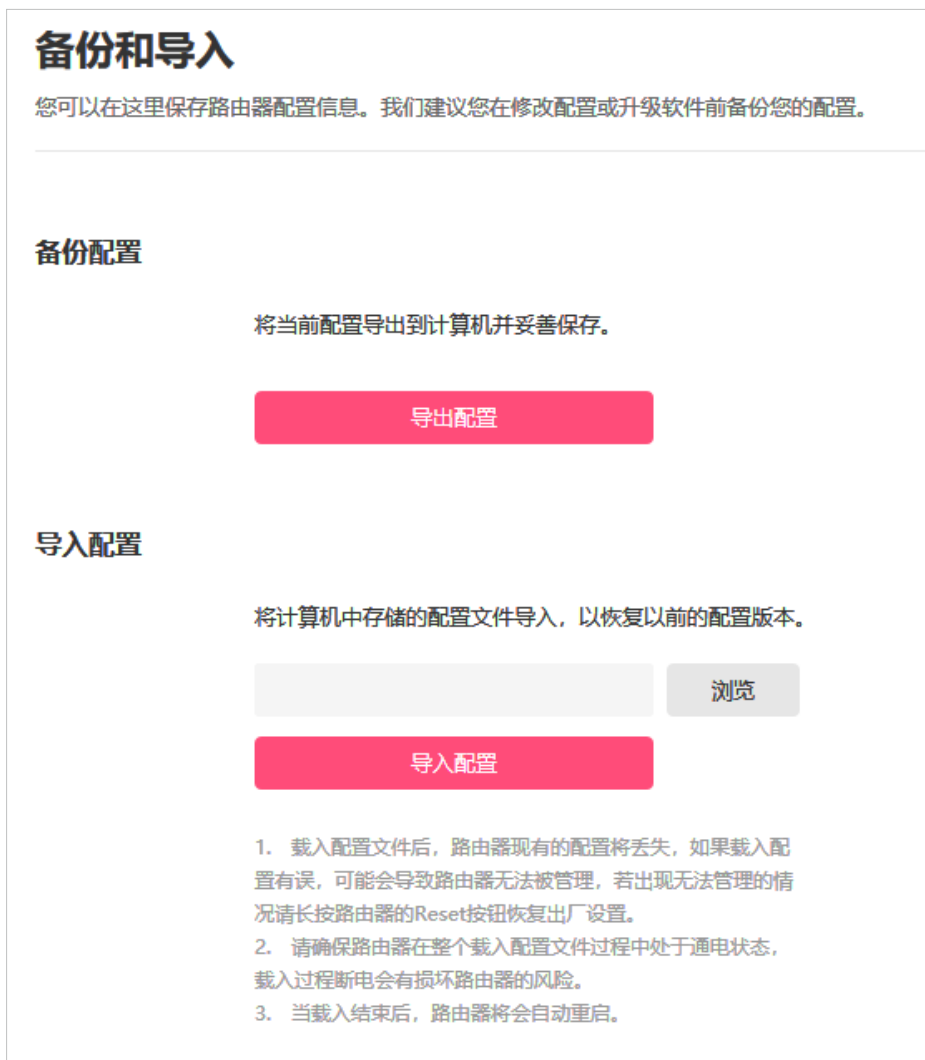 备份和导入
您可以在这里保存路由器配置信息。我们建议您在修改配置或升级软件前备份您的配置。
备份配置
将当前配置导出到计算机并妥善保存。
导出配置
导入配置
将计算机中存储的配置文件导入，以恢复以前的配置版本。
浏览
导入配置
1. 载入配置文件后，路由器现有的配置将丢失，如果载入配
置有误，可能会导致路由器无法被管理，若出现无法管理的情
况请长按路由器的Reset按钮恢复出厂设置。
2. 请确保路由器在整个载入配置文件过程中处于通电状态，
载入过程断电会有损坏路由器的风险。
3. 当载入结束后，路由器将会自动重启。